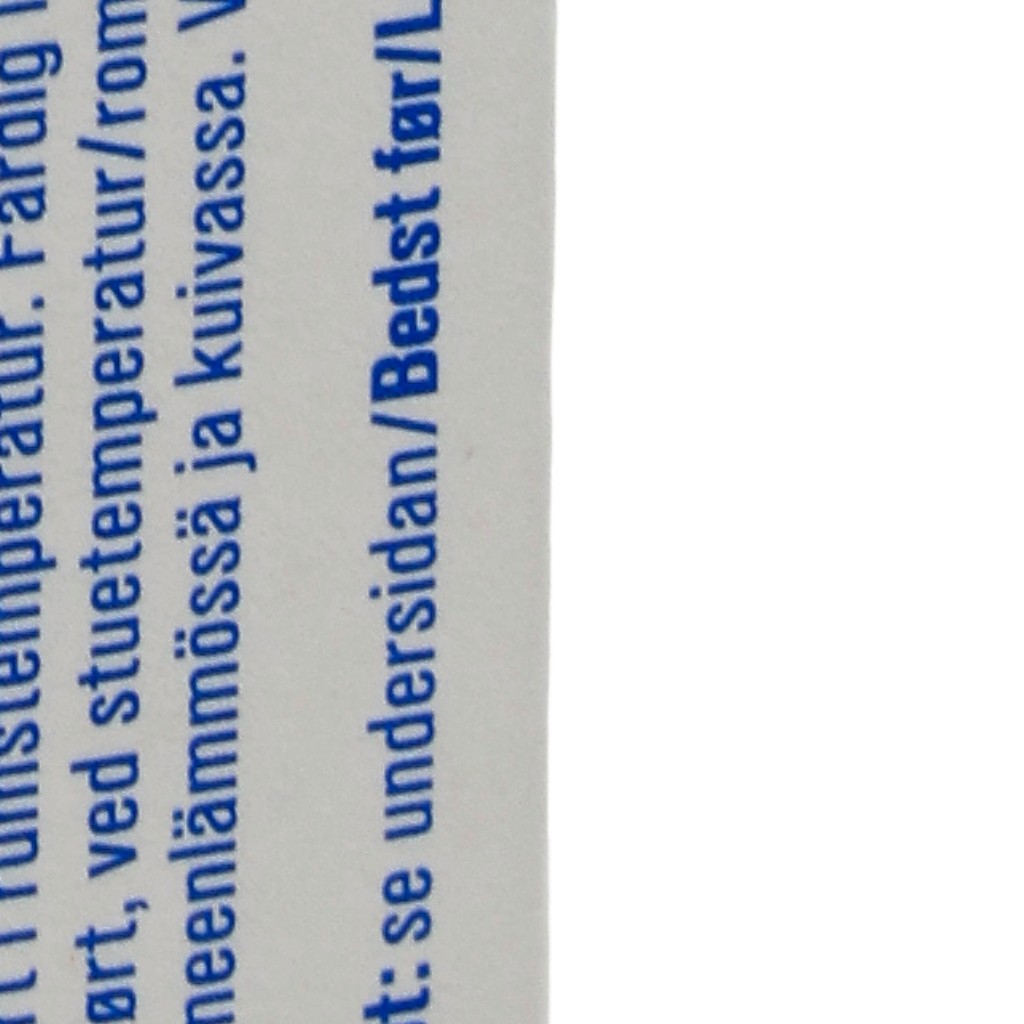 rumstemperatur. Färdig
ørt, ved stuetemperatur/rom
neenlämmössä ja kuivassa. V
t: se undersidan/Bedst før/L